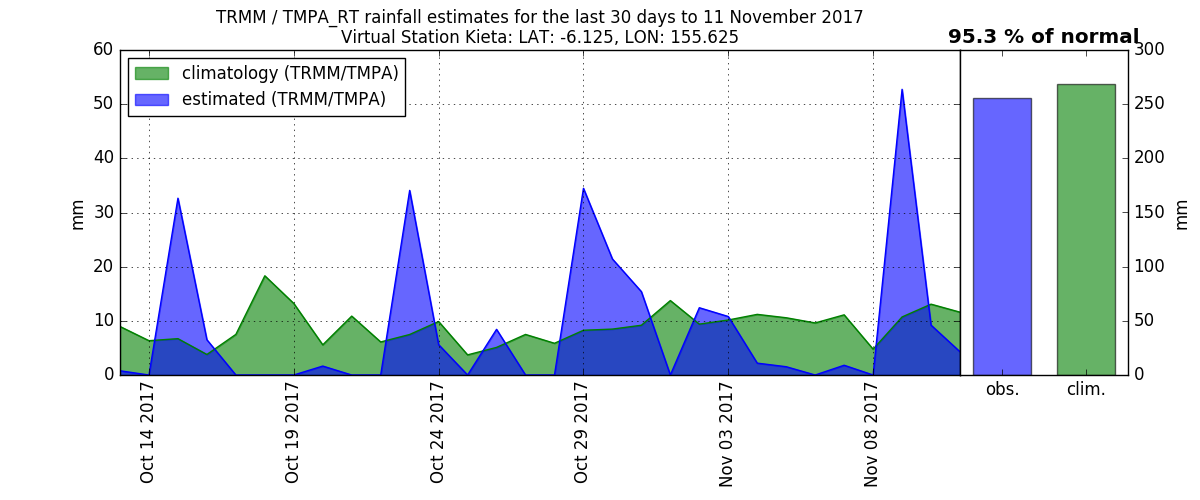 TRMM / TMPA_RT rainfall estimates for the last 30 days to 11 November 2017
Virtual Station Kieta: LAT: -6.125, LON: 155.625
95.3 % of normal
climatology (TRMM/TMPA)
estimated (TRMM/TMPA)
60
50
40
30
20
10
0
mm
Oct 14 2017
Oct 19 2017
Oct 24 2017
Oct 29 2017
Nov 03 2017
Nov 08 2017
300
250
200
150
100
50
0
mm
obs.
clim.